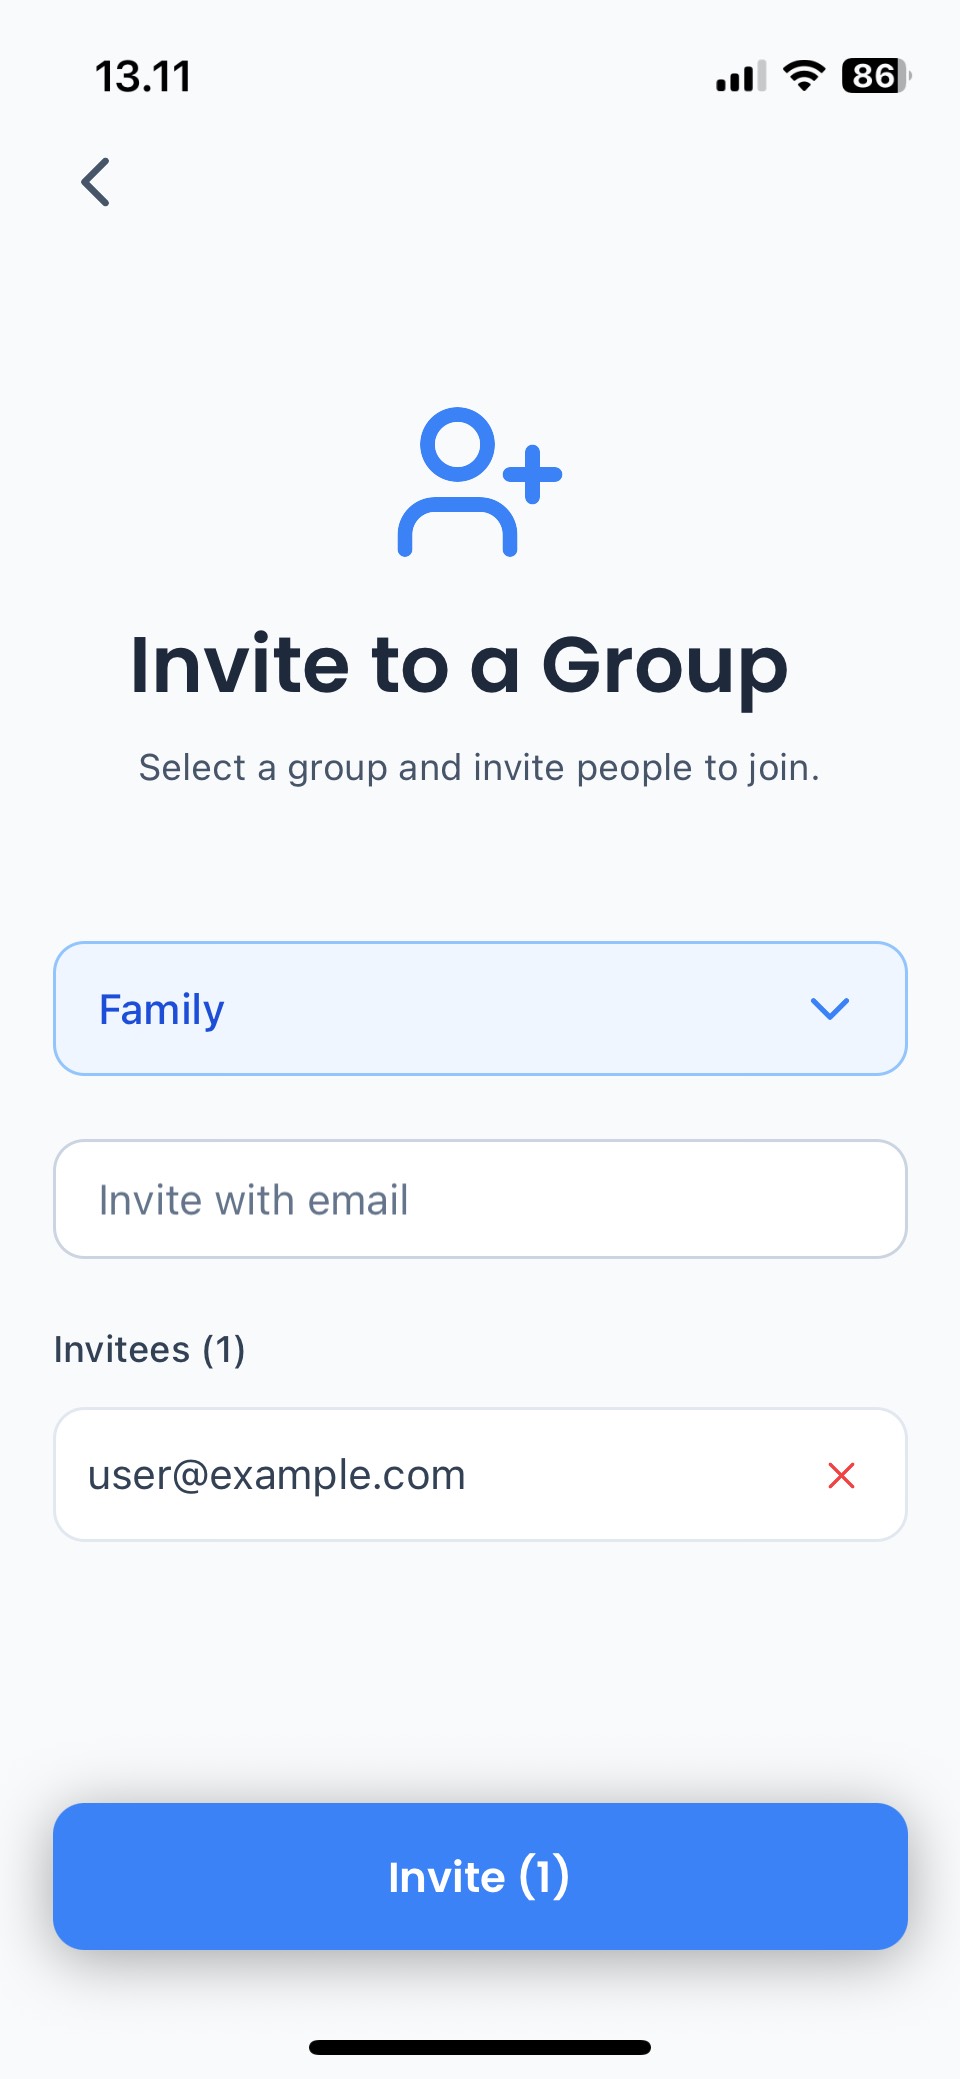 13.11
86
Invite to a Group
Select a group and invite people to join.
Family
Invite with email
Invitees (1)
user@example.com
Invite (1)